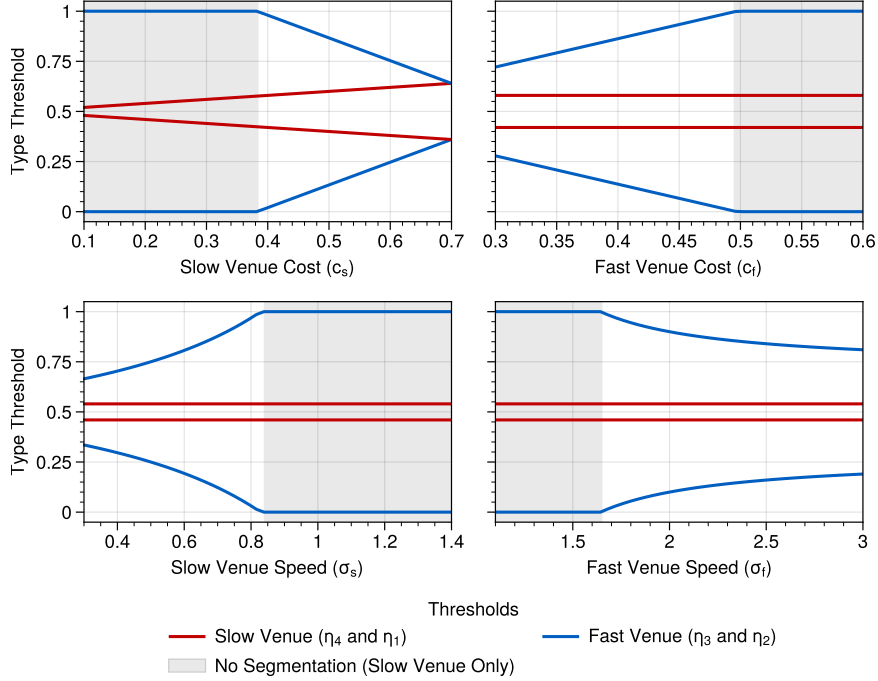 Type Threshold
1
0.75
0.5
0.25
0
0.1 0.2 0.3 0.4 0.5 0.6 0.7
Slow Venue Cost (cₛ)
0.3 0.35 0.4 0.45 0.5 0.55 0.6
Fast Venue Cost (c_f)
Type Threshold
1
0.75
0.5
0.25
0
0.4 0.6 0.8 1 1.2 1.4
Slow Venue Speed (σₛ)
1.5 2 2.5 3
Fast Venue Speed (σ_f)
Thresholds
Slow Venue (η₄ and η₁) Fast Venue (η₃ and η₂)
No Segmentation (Slow Venue Only)